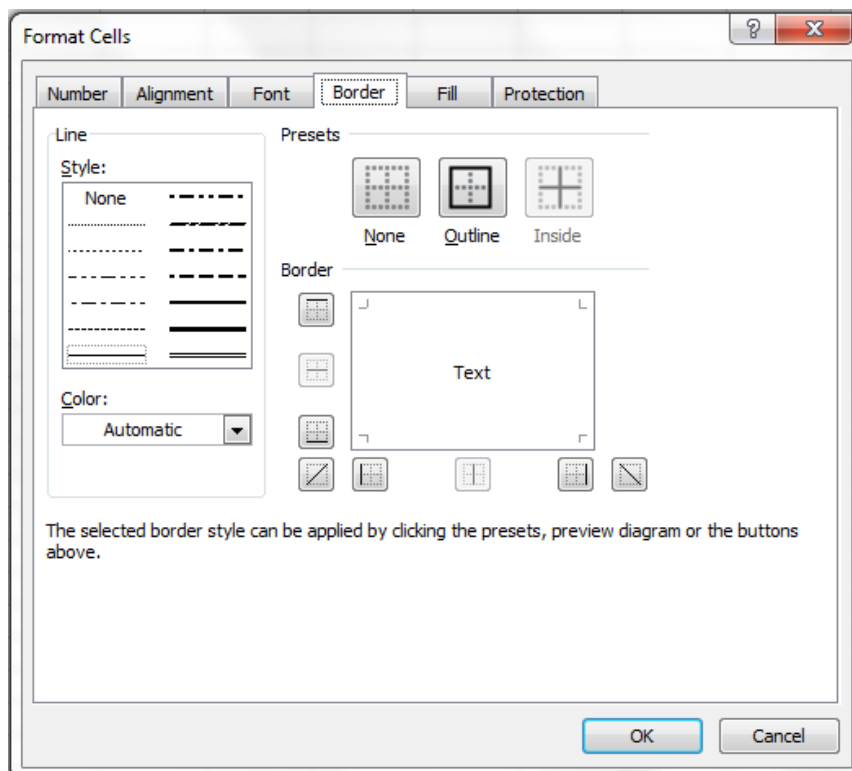 Format Cells
Number Alignment Font Border Fill Protection
Line
Style:
None
Color:
Automatic
Presets
None Outline Inside
Border
Text
The selected border style can be applied by clicking the presets, preview diagram or the buttons
above.
OK Cancel